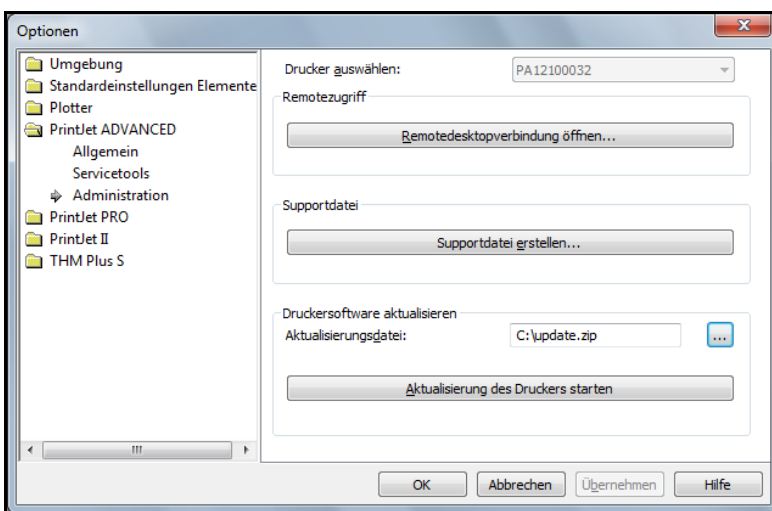 Optionen
Umgebung
Standardeinstellungen Elemente
Plotter
PrintJet ADVANCED
Allgemein
Servicetools
Administration
PrintJet PRO
PrintJet II
THM Plus S
Drucker auswählen: PA12100032
Remotezugriff
Remotedesktopverbindung öffnen...
Supportdatei
Supportdatei erstellen...
Druckersoftware aktualisieren
Aktualisierungsdatei: C:\update.zip ...
Aktualisierung des Druckers starten
OK Abbrechen Übernehmen Hilfe